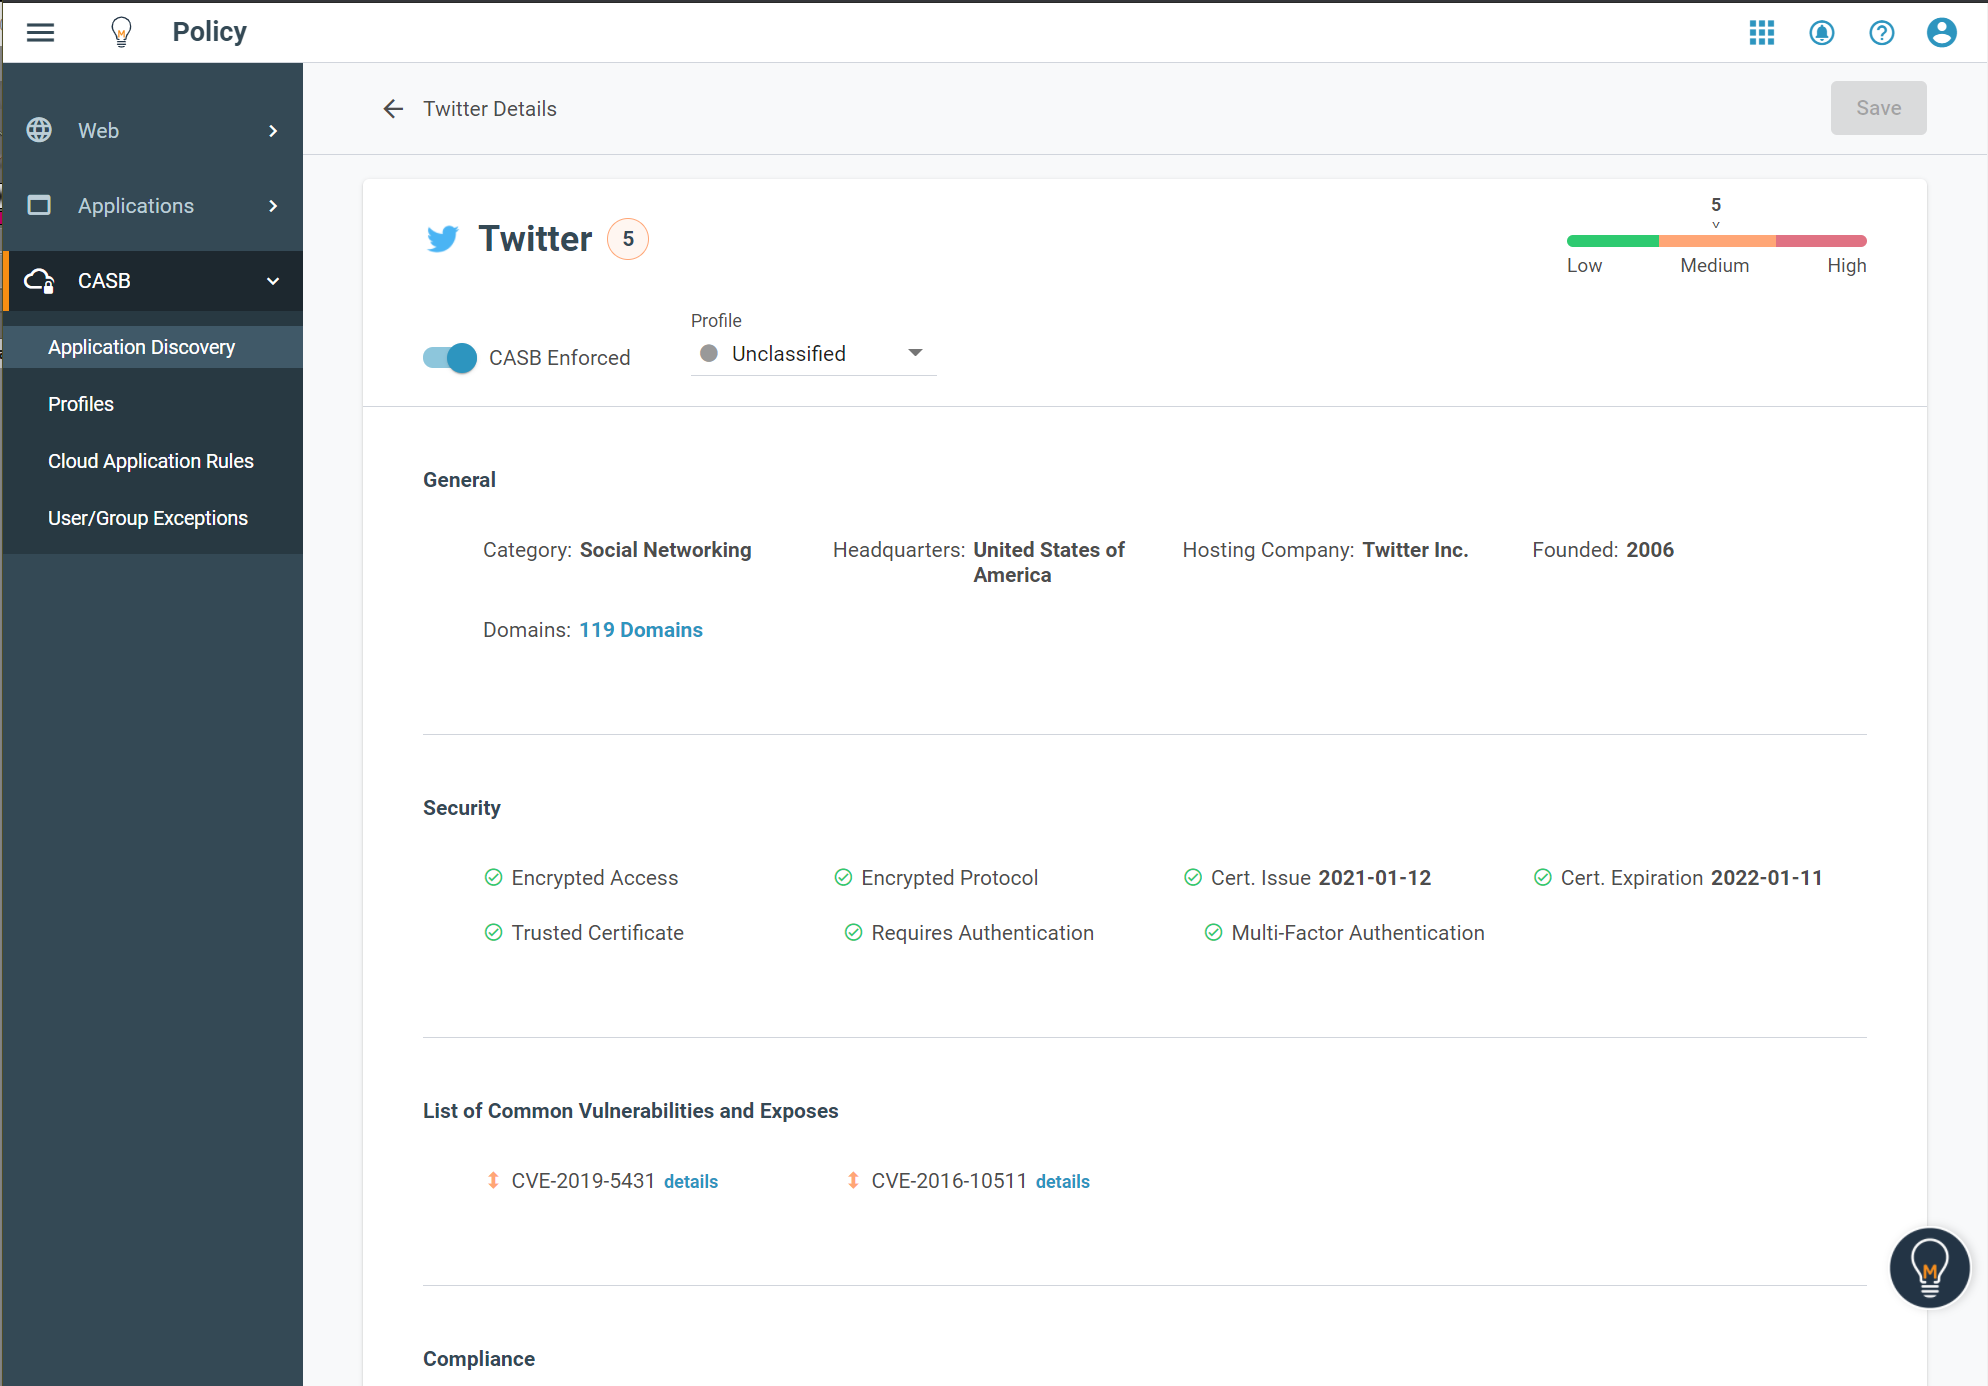 Policy
Web
Applications
CASB
Application Discovery
Profiles
Cloud Application Rules
User/Group Exceptions
Twitter Details
Save
Twitter 5
5
Low Medium High
CASB Enforced
Profile
Unclassified
General
Category: Social Networking
Headquarters: United States of
America
Hosting Company: Twitter Inc.
Founded: 2006
Domains: 119 Domains
Security
Encrypted Access
Encrypted Protocol
Cert. Issue 2021-01-12
Cert. Expiration 2022-01-11
Trusted Certificate
Requires Authentication
Multi-Factor Authentication
List of Common Vulnerabilities and Exposes
CVE-2019-5431 details
CVE-2016-10511 details
M
Compliance